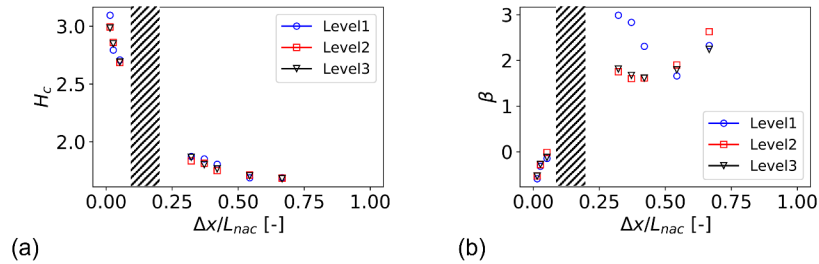 3.0
2.5
2.0
H_c
Level1
Level2
Level3
0.00 0.25 0.50 0.75 1.00
Δx/L_nac [-]
(a)
3
2
1
0
β
Level1
Level2
Level3
0.00 0.25 0.50 0.75 1.00
Δx/L_nac [-]
(b)